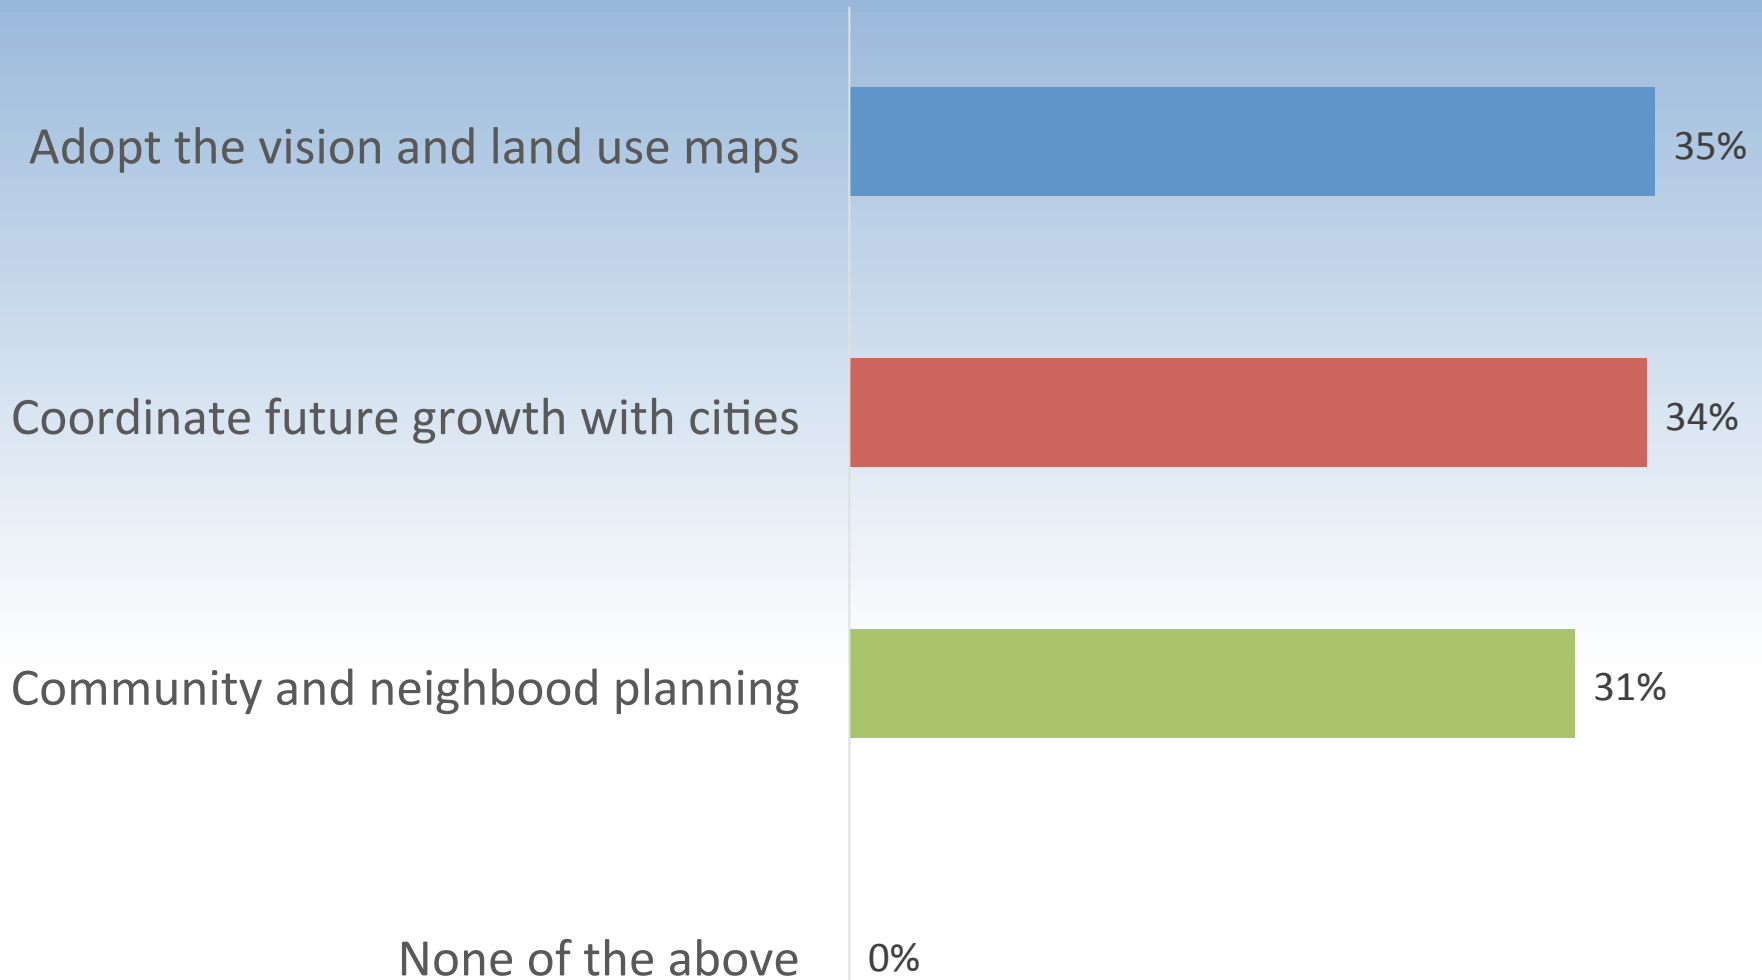 Adopt the vision and land use maps 35%
Coordinate future growth with cities 34%
Community and neighbood planning 31%
None of the above 0%